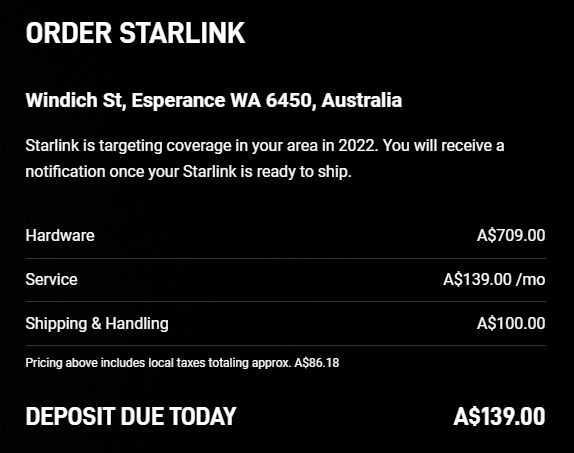 ORDER STARLINK
Windich St, Esperance WA 6450, Australia
Starlink is targeting coverage in your area in 2022. You will receive a
notification once your Starlink is ready to ship.
Hardware A$709.00
Service A$139.00 /mo
Shipping & Handling A$100.00
Pricing above includes local taxes totaling approx. A$86.18
DEPOSIT DUE TODAY A$139.00